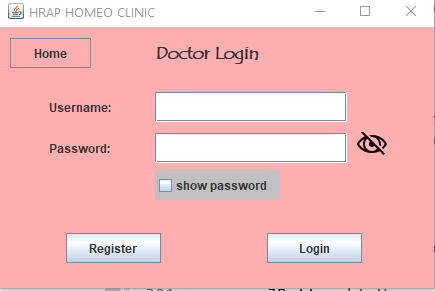 HRAP HOMEO CLINIC
Home
Doctor Login
Username:
Password:
show password
Register
Login